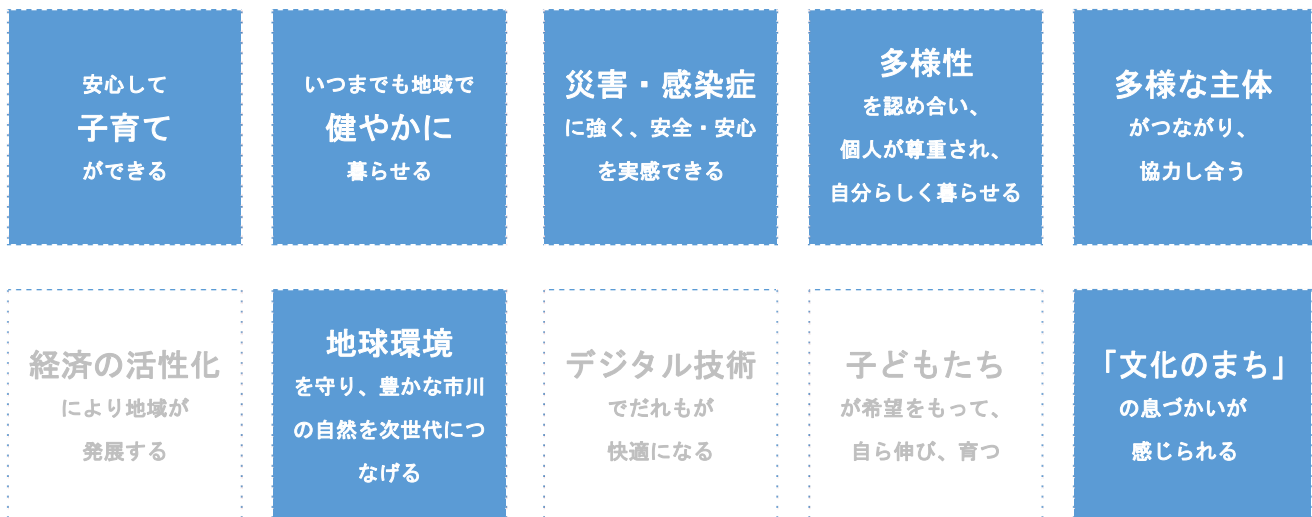 安心して
子育て
ができる
いつまでも地域で
健やかに
暮らせる
災害・感染症
に強く、安全・安心
を実感できる
多様性
を認め合い、
個人が尊重され、
自分らしく暮らせる
多様な主体
がつながり、
協力し合う
経済の活性化
により地域が
発展する
地球環境
を守り、豊かな市川
の自然を次世代につ
なげる
デジタル技術
でだれもが
快適になる
子どもたち
が希望をもって、
自ら伸び、育つ
「文化のまち」
の息づかいが
感じられる